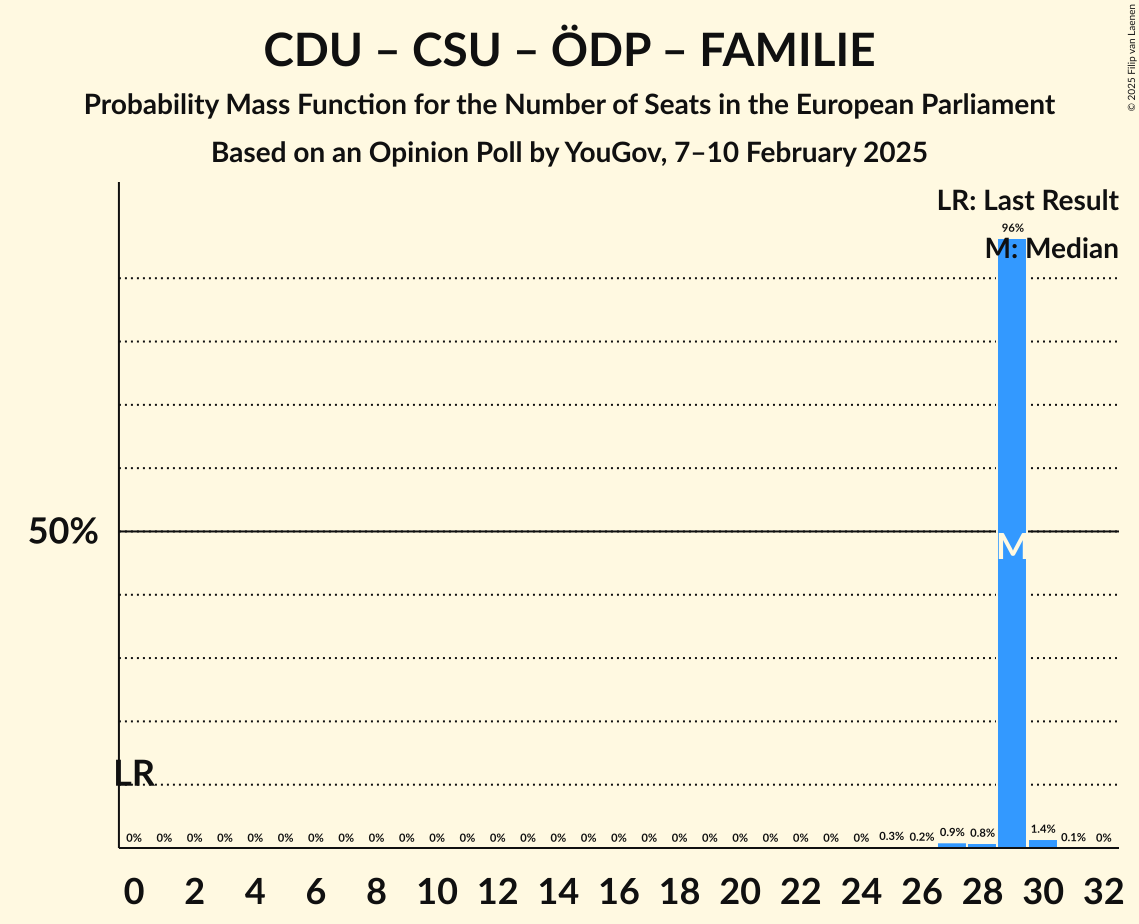 CDU – CSU – ÖDP – FAMILIE
Probability Mass Function for the Number of Seats in the European Parliament
Based on an Opinion Poll by YouGov, 7–10 February 2025
© 2025 Filip van Laenen
LR: Last Result
M: Median
96%
50%
M
LR
0% 0% 0% 0% 0% 0% 0% 0% 0% 0% 0% 0% 0% 0% 0% 0% 0% 0% 0% 0% 0% 0% 0% 0% 0% 0.3% 0.2% 0.9% 0.8% 1.4% 0.1% 0%
0 2 4 6 8 10 12 14 16 18 20 22 24 26 28 30 32